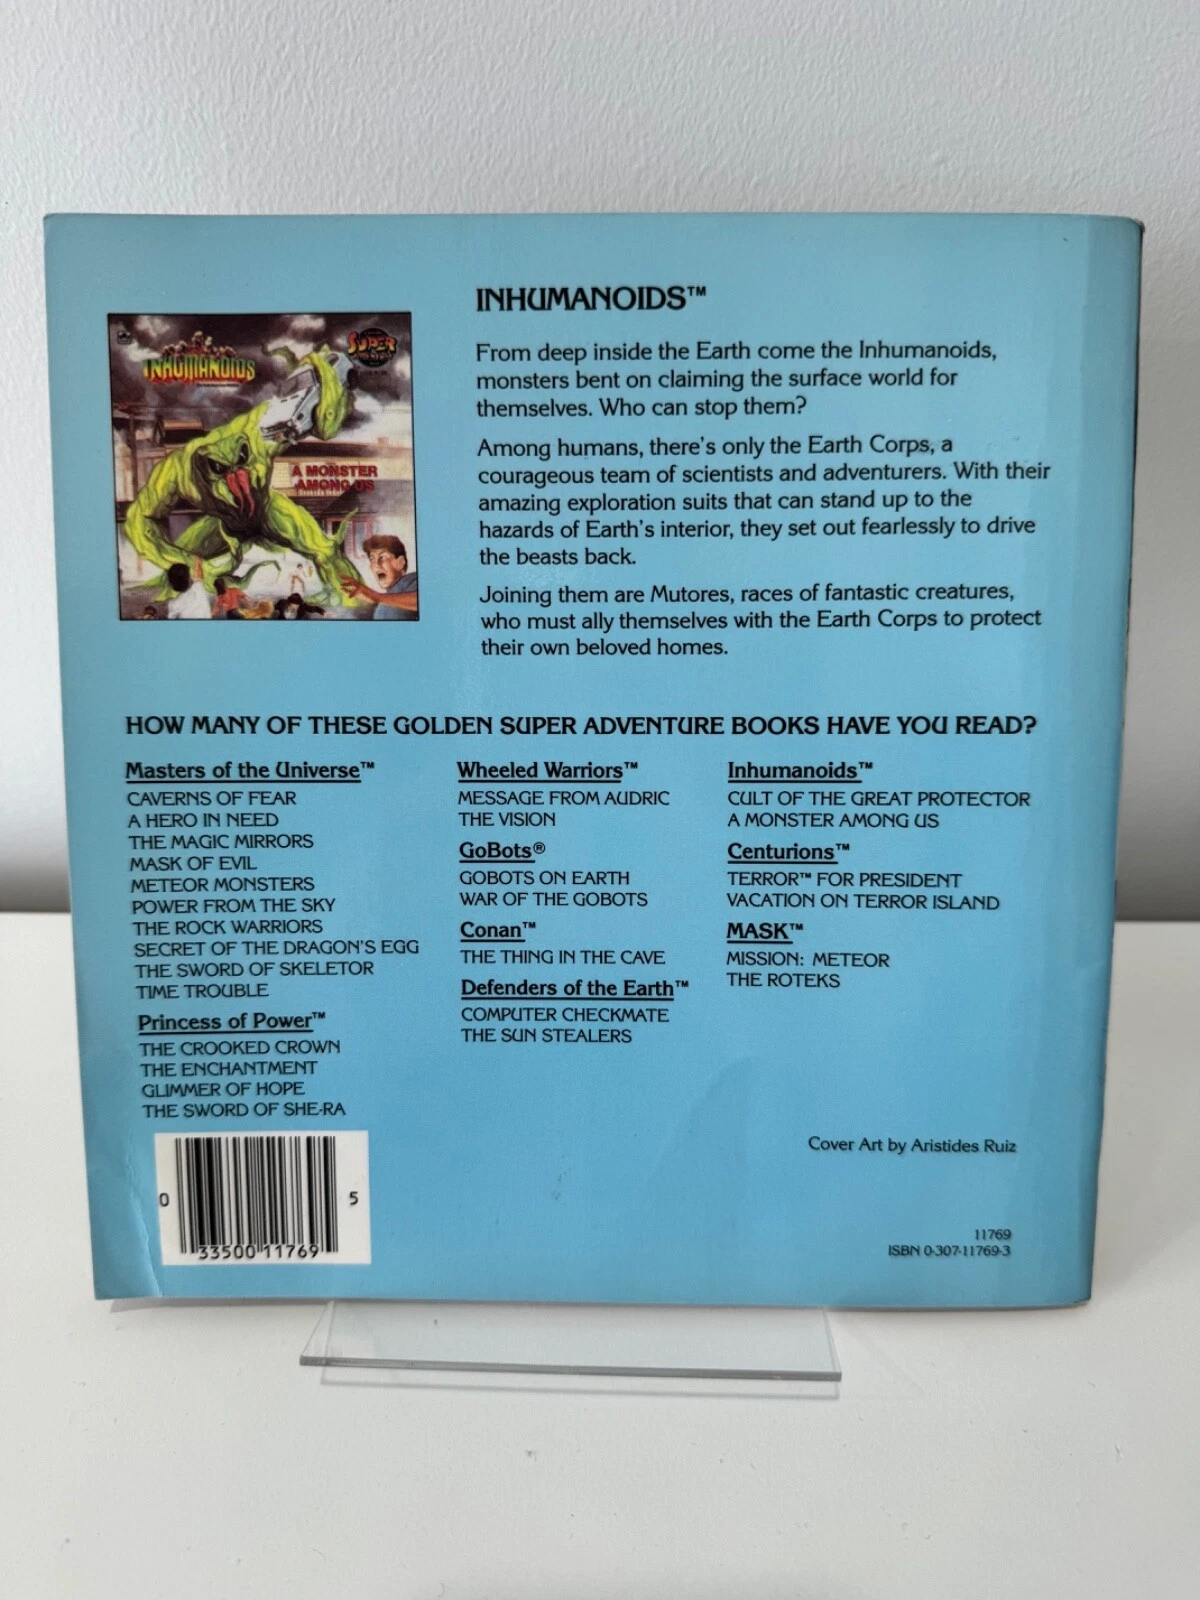 INHUMANOIDS™
From deep inside the Earth come the Inhumanoids,
monsters bent on claiming the surface world for
themselves. Who can stop them?
Among humans, there's only the Earth Corps, a
courageous team of scientists and adventurers. With their
amazing exploration suits that can stand up to the
hazards of Earth's interior, they set out fearlessly to drive
the beasts back.
Joining them are Mutores, races of fantastic creatures,
who must ally themselves with the Earth Corps to protect
their own beloved homes.
INHUMANOIDS
SUPER
A MONSTER
AMONG US
HOW MANY OF THESE GOLDEN SUPER ADVENTURE BOOKS HAVE YOU READ?
Masters of the Universe™
CAVERNS OF FEAR
A HERO IN NEED
THE MAGIC MIRRORS
MASK OF EVIL
METEOR MONSTERS
POWER FROM THE SKY
THE ROCK WARRIORS
SECRET OF THE DRAGON'S EGG
THE SWORD OF SKELETOR
TIME TROUBLE
Princess of Power™
THE CROOKED CROWN
THE ENCHANTMENT
GLIMMER OF HOPE
THE SWORD OF SHE-RA
Wheeled Warriors™
MESSAGE FROM AUDRIC
THE VISION
GoBots®
GOBOTS ON EARTH
WAR OF THE GOBOTS
Conan™
THE THING IN THE CAVE
Defenders of the Earth™
COMPUTER CHECKMATE
THE SUN STEALERS
Inhumanoids™
CULT OF THE GREAT PROTECTOR
A MONSTER AMONG US
Centurions™
TERROR™ FOR PRESIDENT
VACATION ON TERROR ISLAND
MASK™
MISSION: METEOR
THE ROTEKS
Cover Art by Aristides Ruiz
0 33500 11769 5
11769
ISBN 0-307-11769-3